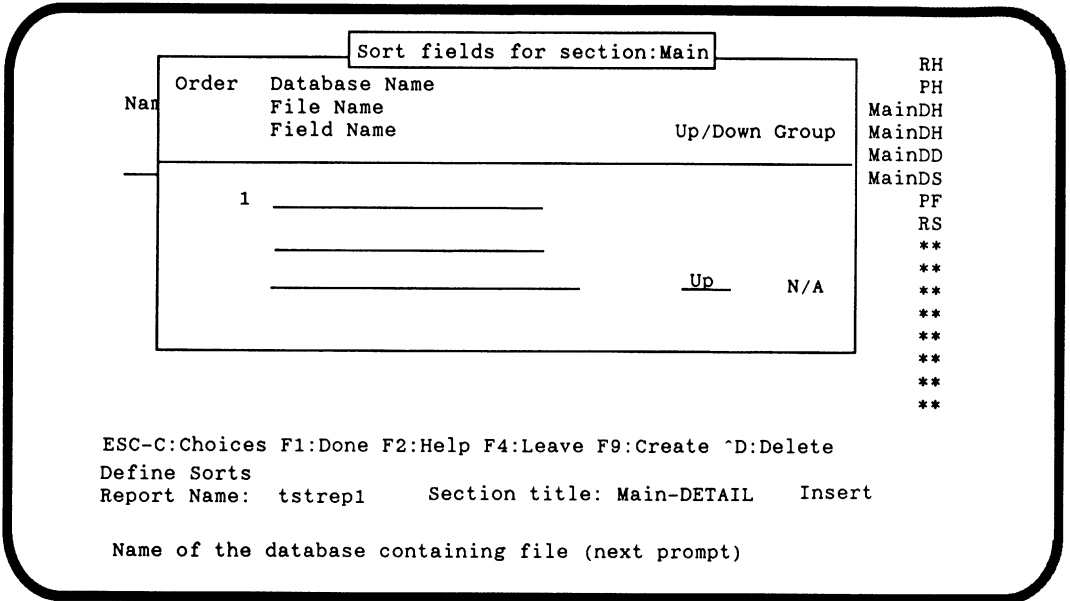 Sort fields for section:Main
RH
Order Database Name PH
Nam File Name MainDH
Field Name Up/Down Group MainDH
MainDD
MainDS
1 PF
RS
**
**
Up N/A **
**
**
**
**
**
ESC-C:Choices F1:Done F2:Help F4:Leave F9:Create ^D:Delete
Define Sorts
Report Name: tstrep1 Section title: Main-DETAIL Insert
Name of the database containing file (next prompt)